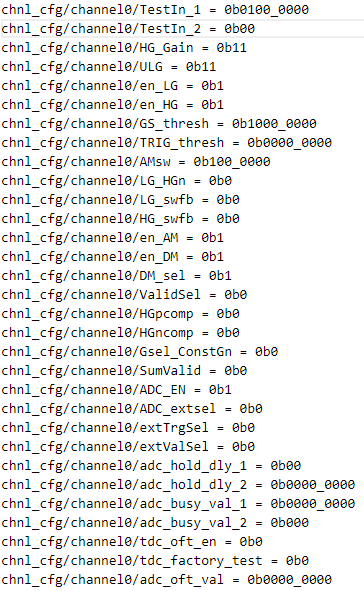 chnl_cfg/channel0/TestIn_1 = 0b0100_0000
chnl_cfg/channel0/TestIn_2 = 0b00
chnl_cfg/channel0/HG_Gain = 0b11
chnl_cfg/channel0/ULG = 0b11
chnl_cfg/channel0/en_LG = 0b1
chnl_cfg/channel0/en_HG = 0b1
chnl_cfg/channel0/GS_thresh = 0b1000_0000
chnl_cfg/channel0/TRIG_thresh = 0b0000_0000
chnl_cfg/channel0/AMsw = 0b100_0000
chnl_cfg/channel0/LG_HGn = 0b0
chnl_cfg/channel0/LG_swfb = 0b0
chnl_cfg/channel0/HG_swfb = 0b0
chnl_cfg/channel0/en_AM = 0b1
chnl_cfg/channel0/en_DM = 0b1
chnl_cfg/channel0/DM_sel = 0b1
chnl_cfg/channel0/ValidSel = 0b0
chnl_cfg/channel0/HGpcomp = 0b0
chnl_cfg/channel0/HGncomp = 0b0
chnl_cfg/channel0/Gsel_ConstGn = 0b0
chnl_cfg/channel0/SumValid = 0b0
chnl_cfg/channel0/ADC_EN = 0b1
chnl_cfg/channel0/ADC_extsel = 0b0
chnl_cfg/channel0/extTrgSel = 0b0
chnl_cfg/channel0/extValSel = 0b0
chnl_cfg/channel0/adc_hold_dly_1 = 0b00
chnl_cfg/channel0/adc_hold_dly_2 = 0b0000_0000
chnl_cfg/channel0/adc_busy_val_1 = 0b0000_0000
chnl_cfg/channel0/adc_busy_val_2 = 0b000
chnl_cfg/channel0/tdc_oft_en = 0b0
chnl_cfg/channel0/tdc_factory_test = 0b0
chnl_cfg/channel0/adc_oft_val = 0b0000_0000